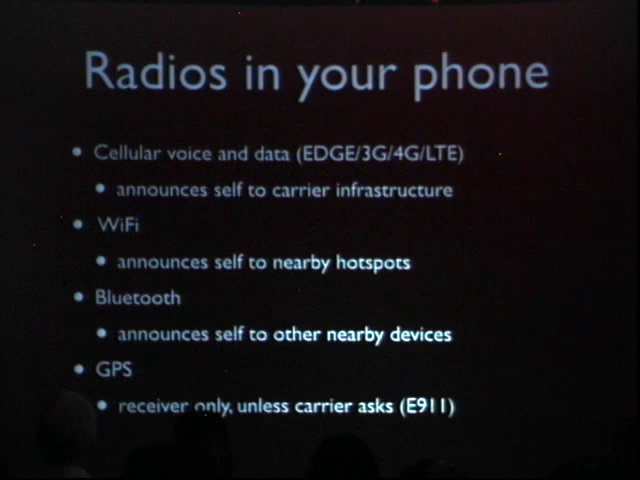 Radios in your phone
• Cellular voice and data (EDGE/3G/4G/LTE)
• announces self to carrier infrastructure
• WiFi
• announces self to nearby hotspots
• Bluetooth
• announces self to other nearby devices
• GPS
• receiver only, unless carrier asks (E911)